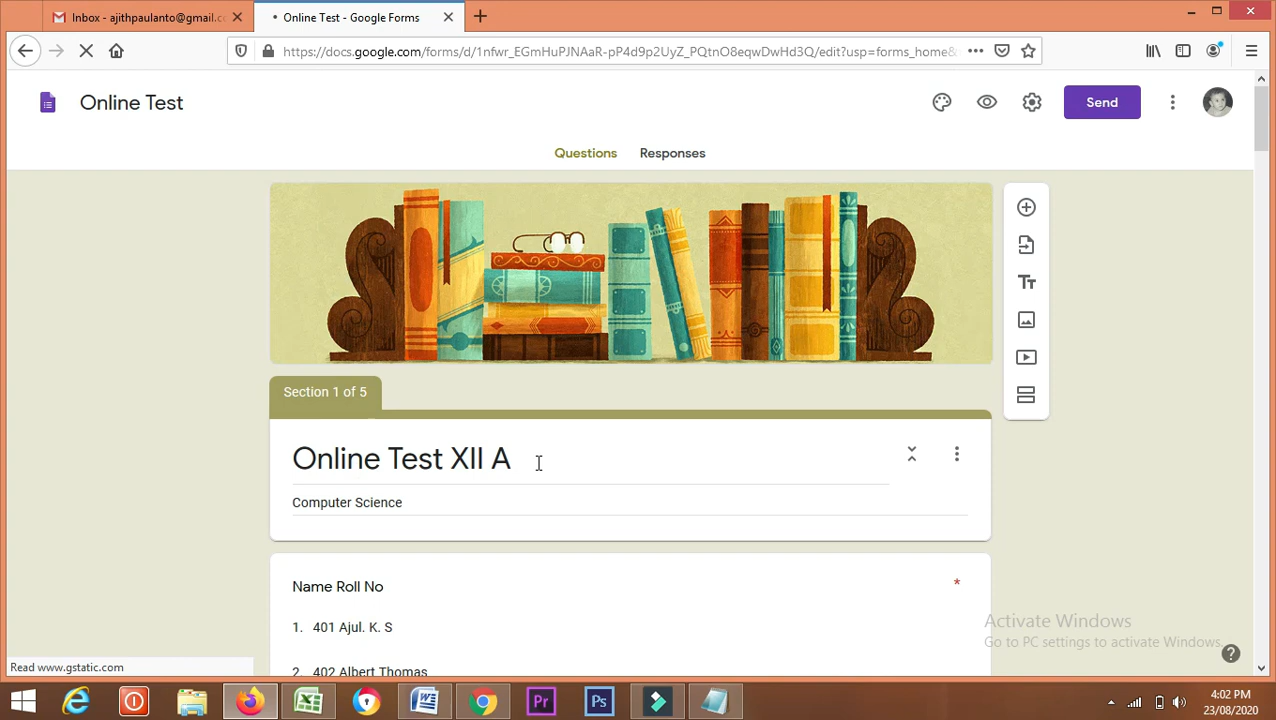 Inbox - ajithpaulanto@gmail.c
Online Test - Google Forms
https://docs.google.com/forms/d/1nfwr_EGmHuPJNAaR-pP4d9p2UyZ_PQtnO8eqwDwHd3Q/edit?usp=forms_home&
Online Test
Send
Questions
Responses
Section 1 of 5
Online Test XII A
Computer Science
Name Roll No *
1. 401 Ajul. K. S
2. 402 Albert Thomas
Activate Windows
Go to PC settings to activate Windows.
Read www.gstatic.com
4:02 PM
23/08/2020